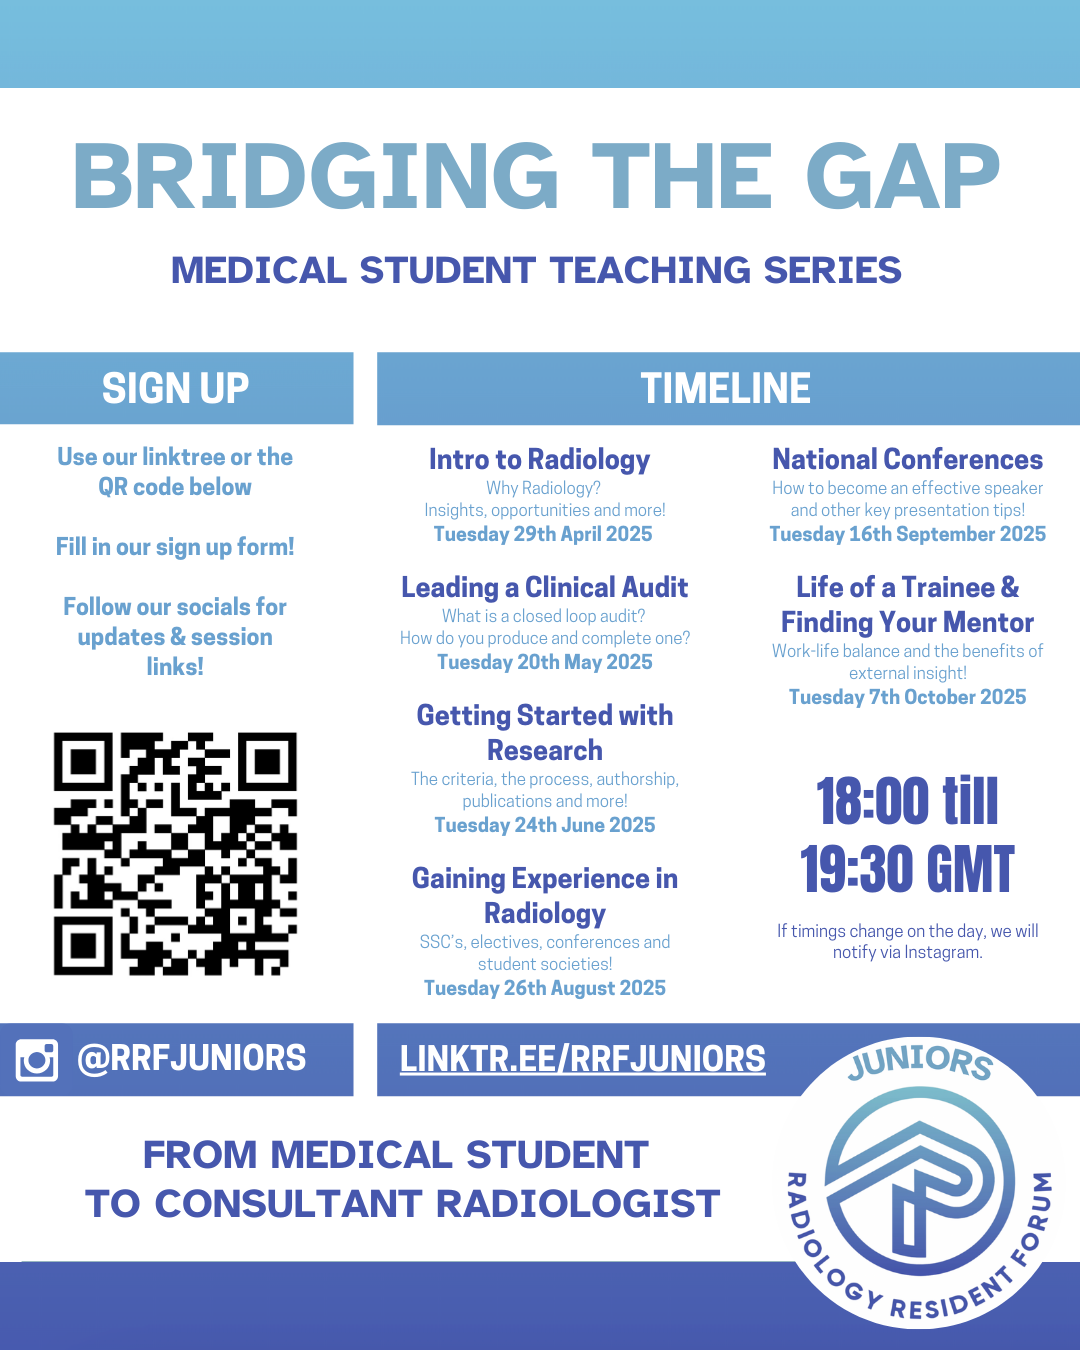 BRIDGING THE GAP
MEDICAL STUDENT TEACHING SERIES
SIGN UP
Use our linktree or the
QR code below
Fill in our sign up form!
Follow our socials for
updates & session
links!
TIMELINE
Intro to Radiology
Why Radiology?
Insights, opportunities and more!
Tuesday 29th April 2025
Leading a Clinical Audit
What is a closed loop audit?
How do you produce and complete one?
Tuesday 20th May 2025
Getting Started with
Research
The criteria, the process, authorship,
publications and more!
Tuesday 24th June 2025
Gaining Experience in
Radiology
SSC's, electives, conferences and
student societies!
Tuesday 26th August 2025
National Conferences
How to become an effective speaker
and other key presentation tips!
Tuesday 16th September 2025
Life of a Trainee &
Finding Your Mentor
Work-life balance and the benefits of
external insight!
Tuesday 7th October 2025
18:00 till
19:30 GMT
If timings change on the day, we will
notify via Instagram.
@RRFJUNIORS
LINKTR.EE/RRFJUNIORS
FROM MEDICAL STUDENT
TO CONSULTANT RADIOLOGIST
JUNIORS
RADIOLOGY RESIDENT FORUM